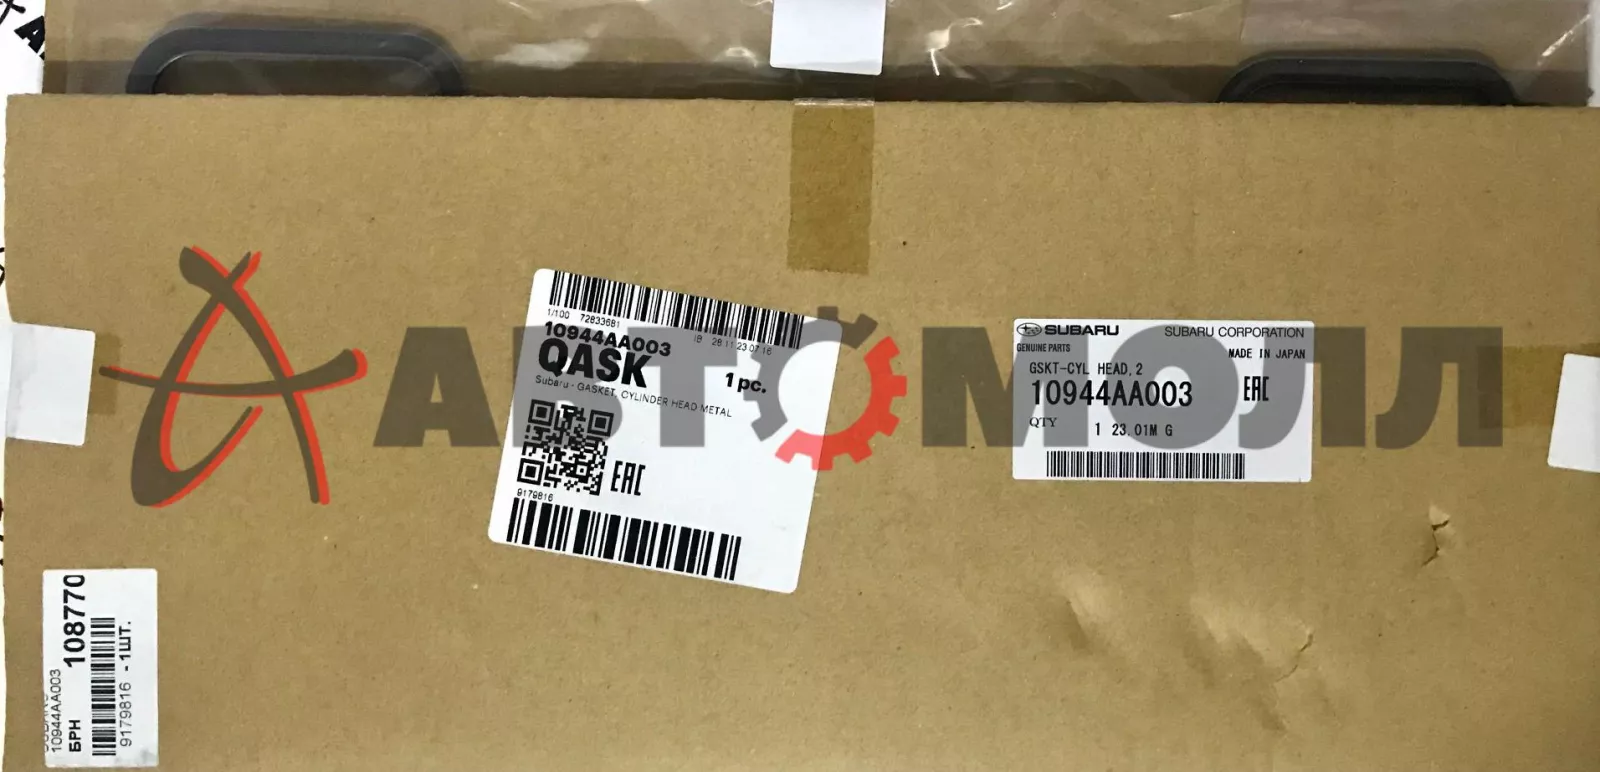 АВТОМОЛЛ
1/100 72833681
IB 28.11.23 07:16
10944AA003
QASK
1 pc.
Subaru - GASKET, CYLINDER HEAD METAL
EAC
9179816
SUBARU SUBARU CORPORATION
GENUINE PARTS MADE IN JAPAN
GSKT-CYL HEAD,2
10944AA003 EAC
QTY 1 23.01M G
10944AA003
БРН 108770
9179816 - 1ШТ.